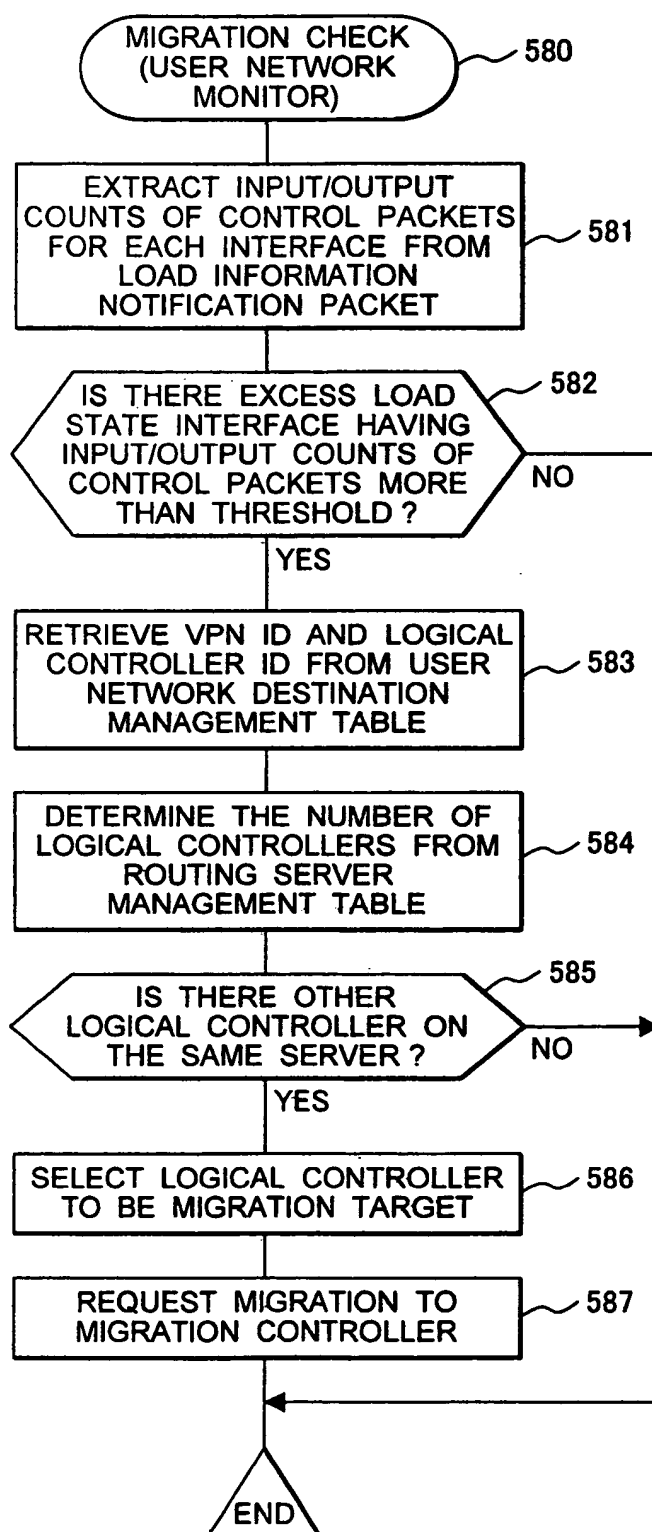 MIGRATION CHECK
(USER NETWORK
MONITOR)
580
EXTRACT INPUT/OUTPUT
COUNTS OF CONTROL PACKETS
FOR EACH INTERFACE FROM
LOAD INFORMATION
NOTIFICATION PACKET
581
IS THERE EXCESS LOAD
STATE INTERFACE HAVING
INPUT/OUTPUT COUNTS OF
CONTROL PACKETS MORE
THAN THRESHOLD ?
582
NO
YES
RETRIEVE VPN ID AND LOGICAL
CONTROLLER ID FROM USER
NETWORK DESTINATION
MANAGEMENT TABLE
583
DETERMINE THE NUMBER OF
LOGICAL CONTROLLERS FROM
ROUTING SERVER
MANAGEMENT TABLE
584
IS THERE OTHER
LOGICAL CONTROLLER ON
THE SAME SERVER ?
585
NO
YES
SELECT LOGICAL CONTROLLER
TO BE MIGRATION TARGET
586
REQUEST MIGRATION TO
MIGRATION CONTROLLER
587
END